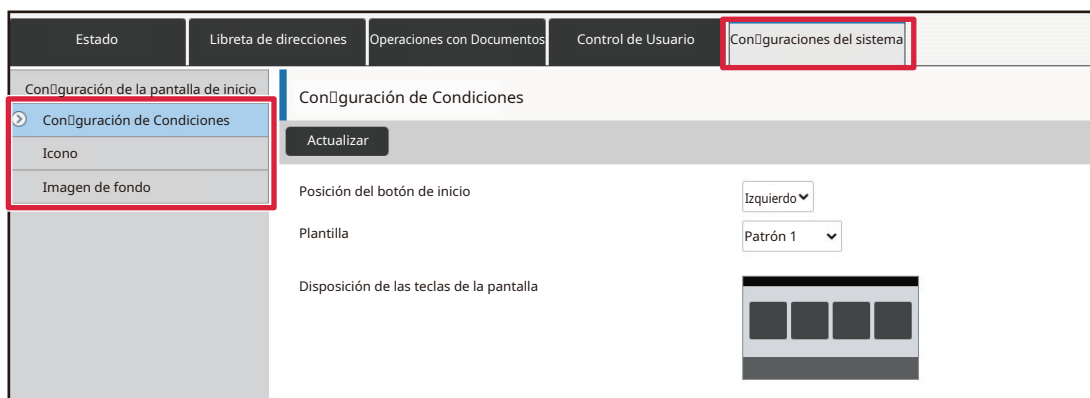 Estado
Libreta de direcciones
Operaciones con Documentos
Control de Usuario
Con▯guraciones del sistema
Con▯guración de la pantalla de inicio
Con▯guración de Condiciones
Icono
Imagen de fondo
Con▯guración de Condiciones
Actualizar
Posición del botón de inicio
Izquierdo
Plantilla
Patrón 1
Disposición de las teclas de la pantalla